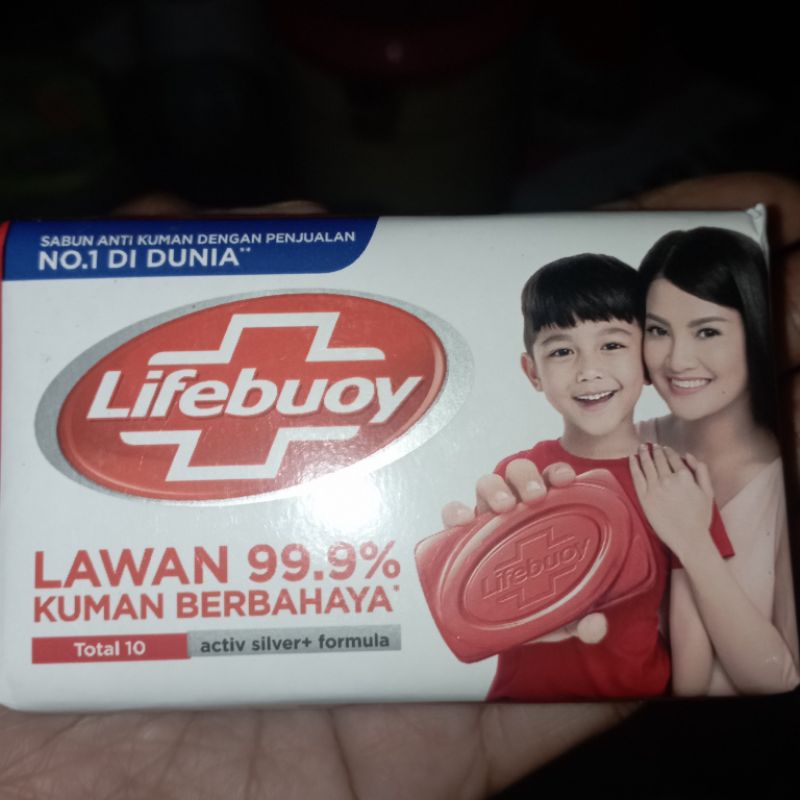 SABUN ANTI KUMAN DENGAN PENJUALAN
NO.1 DI DUNIA**
Lifebuoy
LAWAN 99.9%
KUMAN BERBAHAYA*
Total 10 activ silver+ formula
Lifebuoy